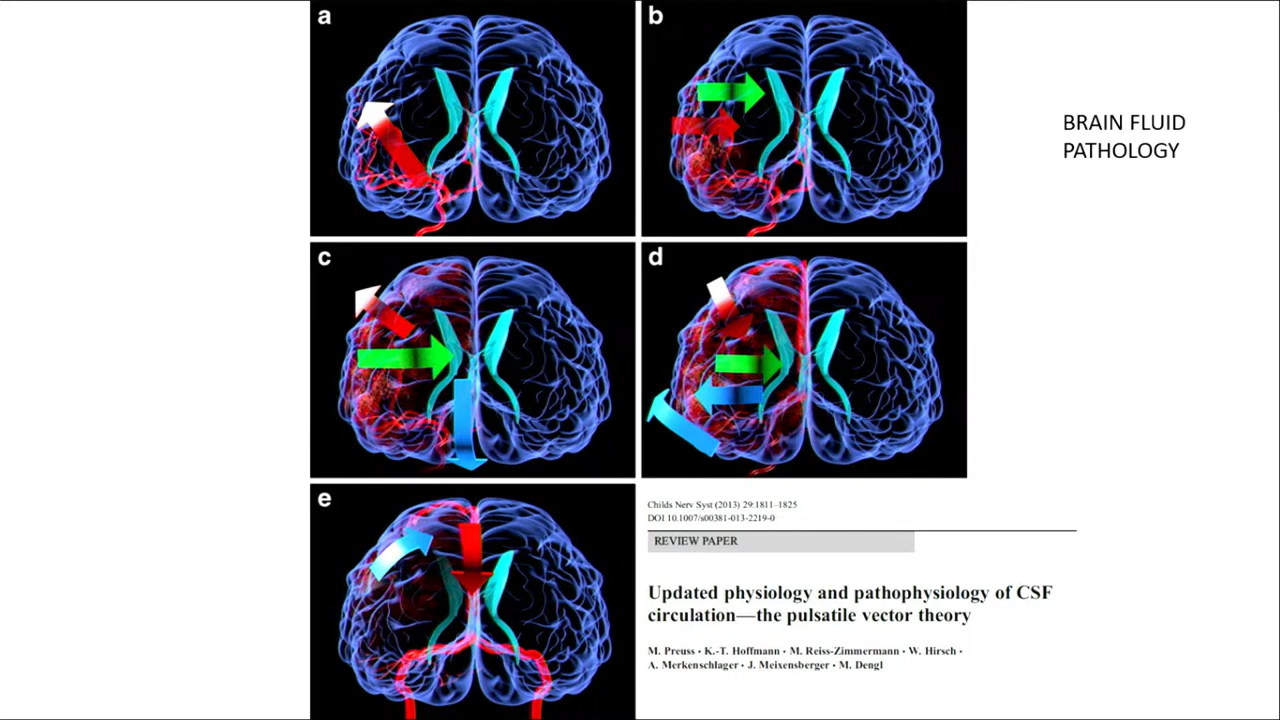 a
b
BRAIN FLUID
PATHOLOGY
c
d
e
Childs Nerv Syst (2013) 29:1811–1825
DOI 10.1007/s00381-013-2219-0
REVIEW PAPER
Updated physiology and pathophysiology of CSF
circulation—the pulsatile vector theory
M. Preuss · K.-T. Hoffmann · M. Reiss-Zimmermann · W. Hirsch ·
A. Merkenschlager · J. Meixensberger · M. Dengl